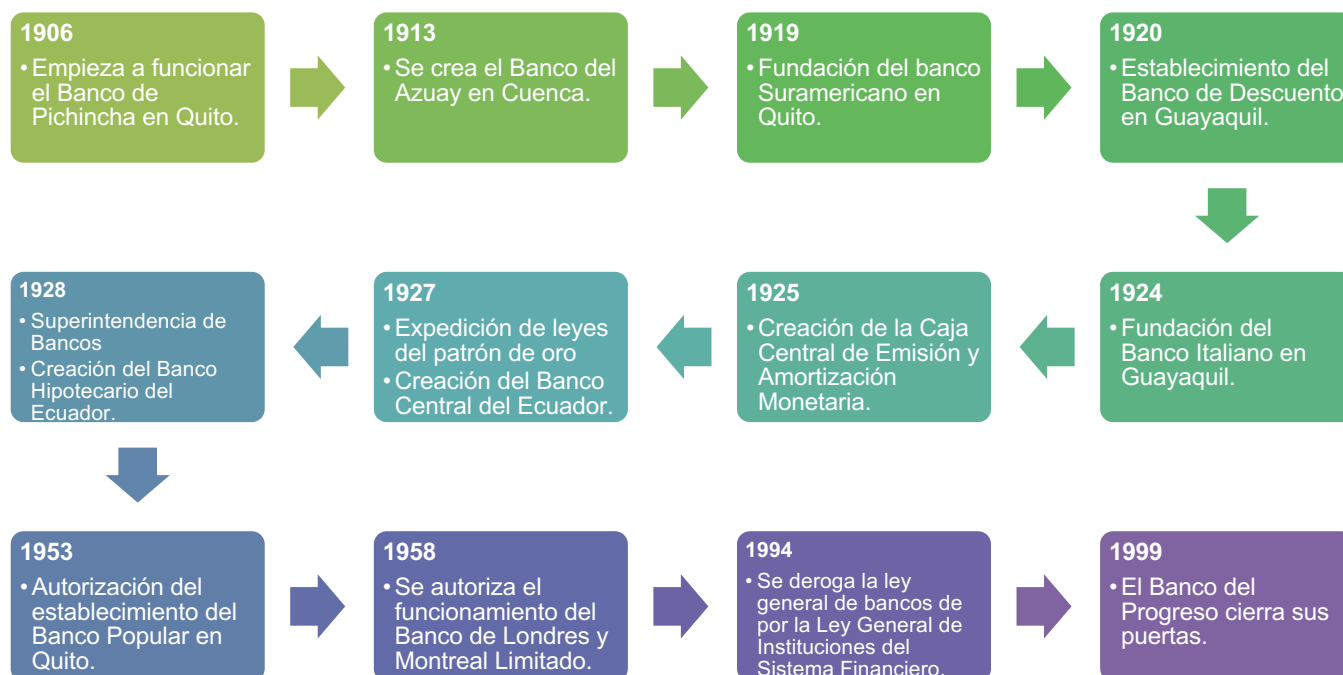 1906
• Empieza a funcionar
el Banco de
Pichincha en Quito.
1913
• Se crea el Banco del
Azuay en Cuenca.
1919
• Fundación del banco
Suramericano en
Quito.
1920
• Establecimiento del
Banco de Descuento
en Guayaquil.
1924
• Fundación del
Banco Italiano en
Guayaquil.
1925
• Creación de la Caja
Central de Emisión y
Amortización
Monetaria.
1927
• Expedición de leyes
del patrón de oro
• Creación del Banco
Central del Ecuador.
1928
• Superintendencia de
Bancos
• Creación del Banco
Hipotecario del
Ecuador.
1953
• Autorización del
establecimiento del
Banco Popular en
Quito.
1958
• Se autoriza el
funcionamiento del
Banco de Londres y
Montreal Limitado.
1994
• Se deroga la ley
general de bancos de
por la Ley General de
Instituciones del
Sistema Financiero.
1999
• El Banco del
Progreso cierra sus
puertas.